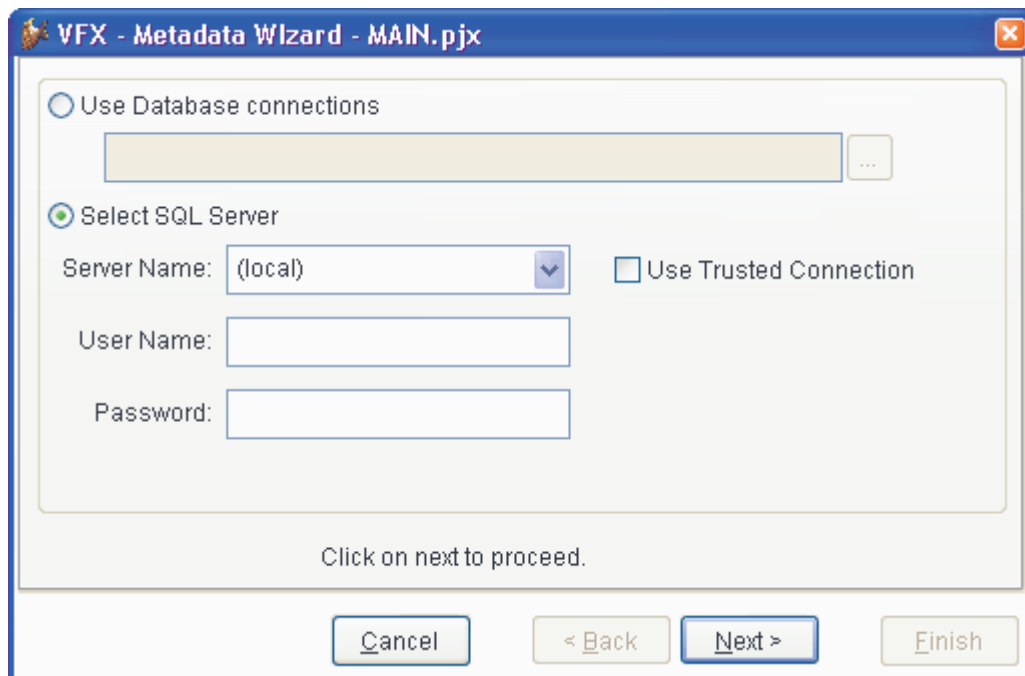 VFX - Metadata WIzard - MAIN.pjx
Use Database connections
...
Select SQL Server
Server Name: (local) Use Trusted Connection
User Name:
Password:
Click on next to proceed.
Cancel < Back Next > Finish